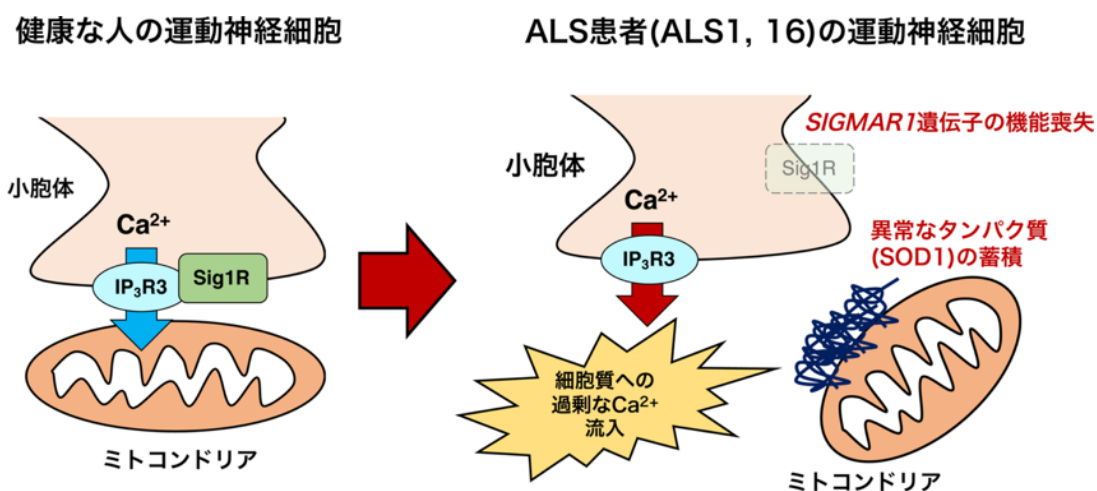 健康な人の運動神経細胞
小胞体
Ca²⁺
IP₃R3
Sig1R
ミトコンドリア
ALS患者(ALS1, 16)の運動神経細胞
SIGMAR1遺伝子の機能喪失
小胞体
Sig1R
Ca²⁺
IP₃R3
異常なタンパク質
(SOD1)の蓄積
細胞質への
過剰なCa²⁺
流入
ミトコンドリア